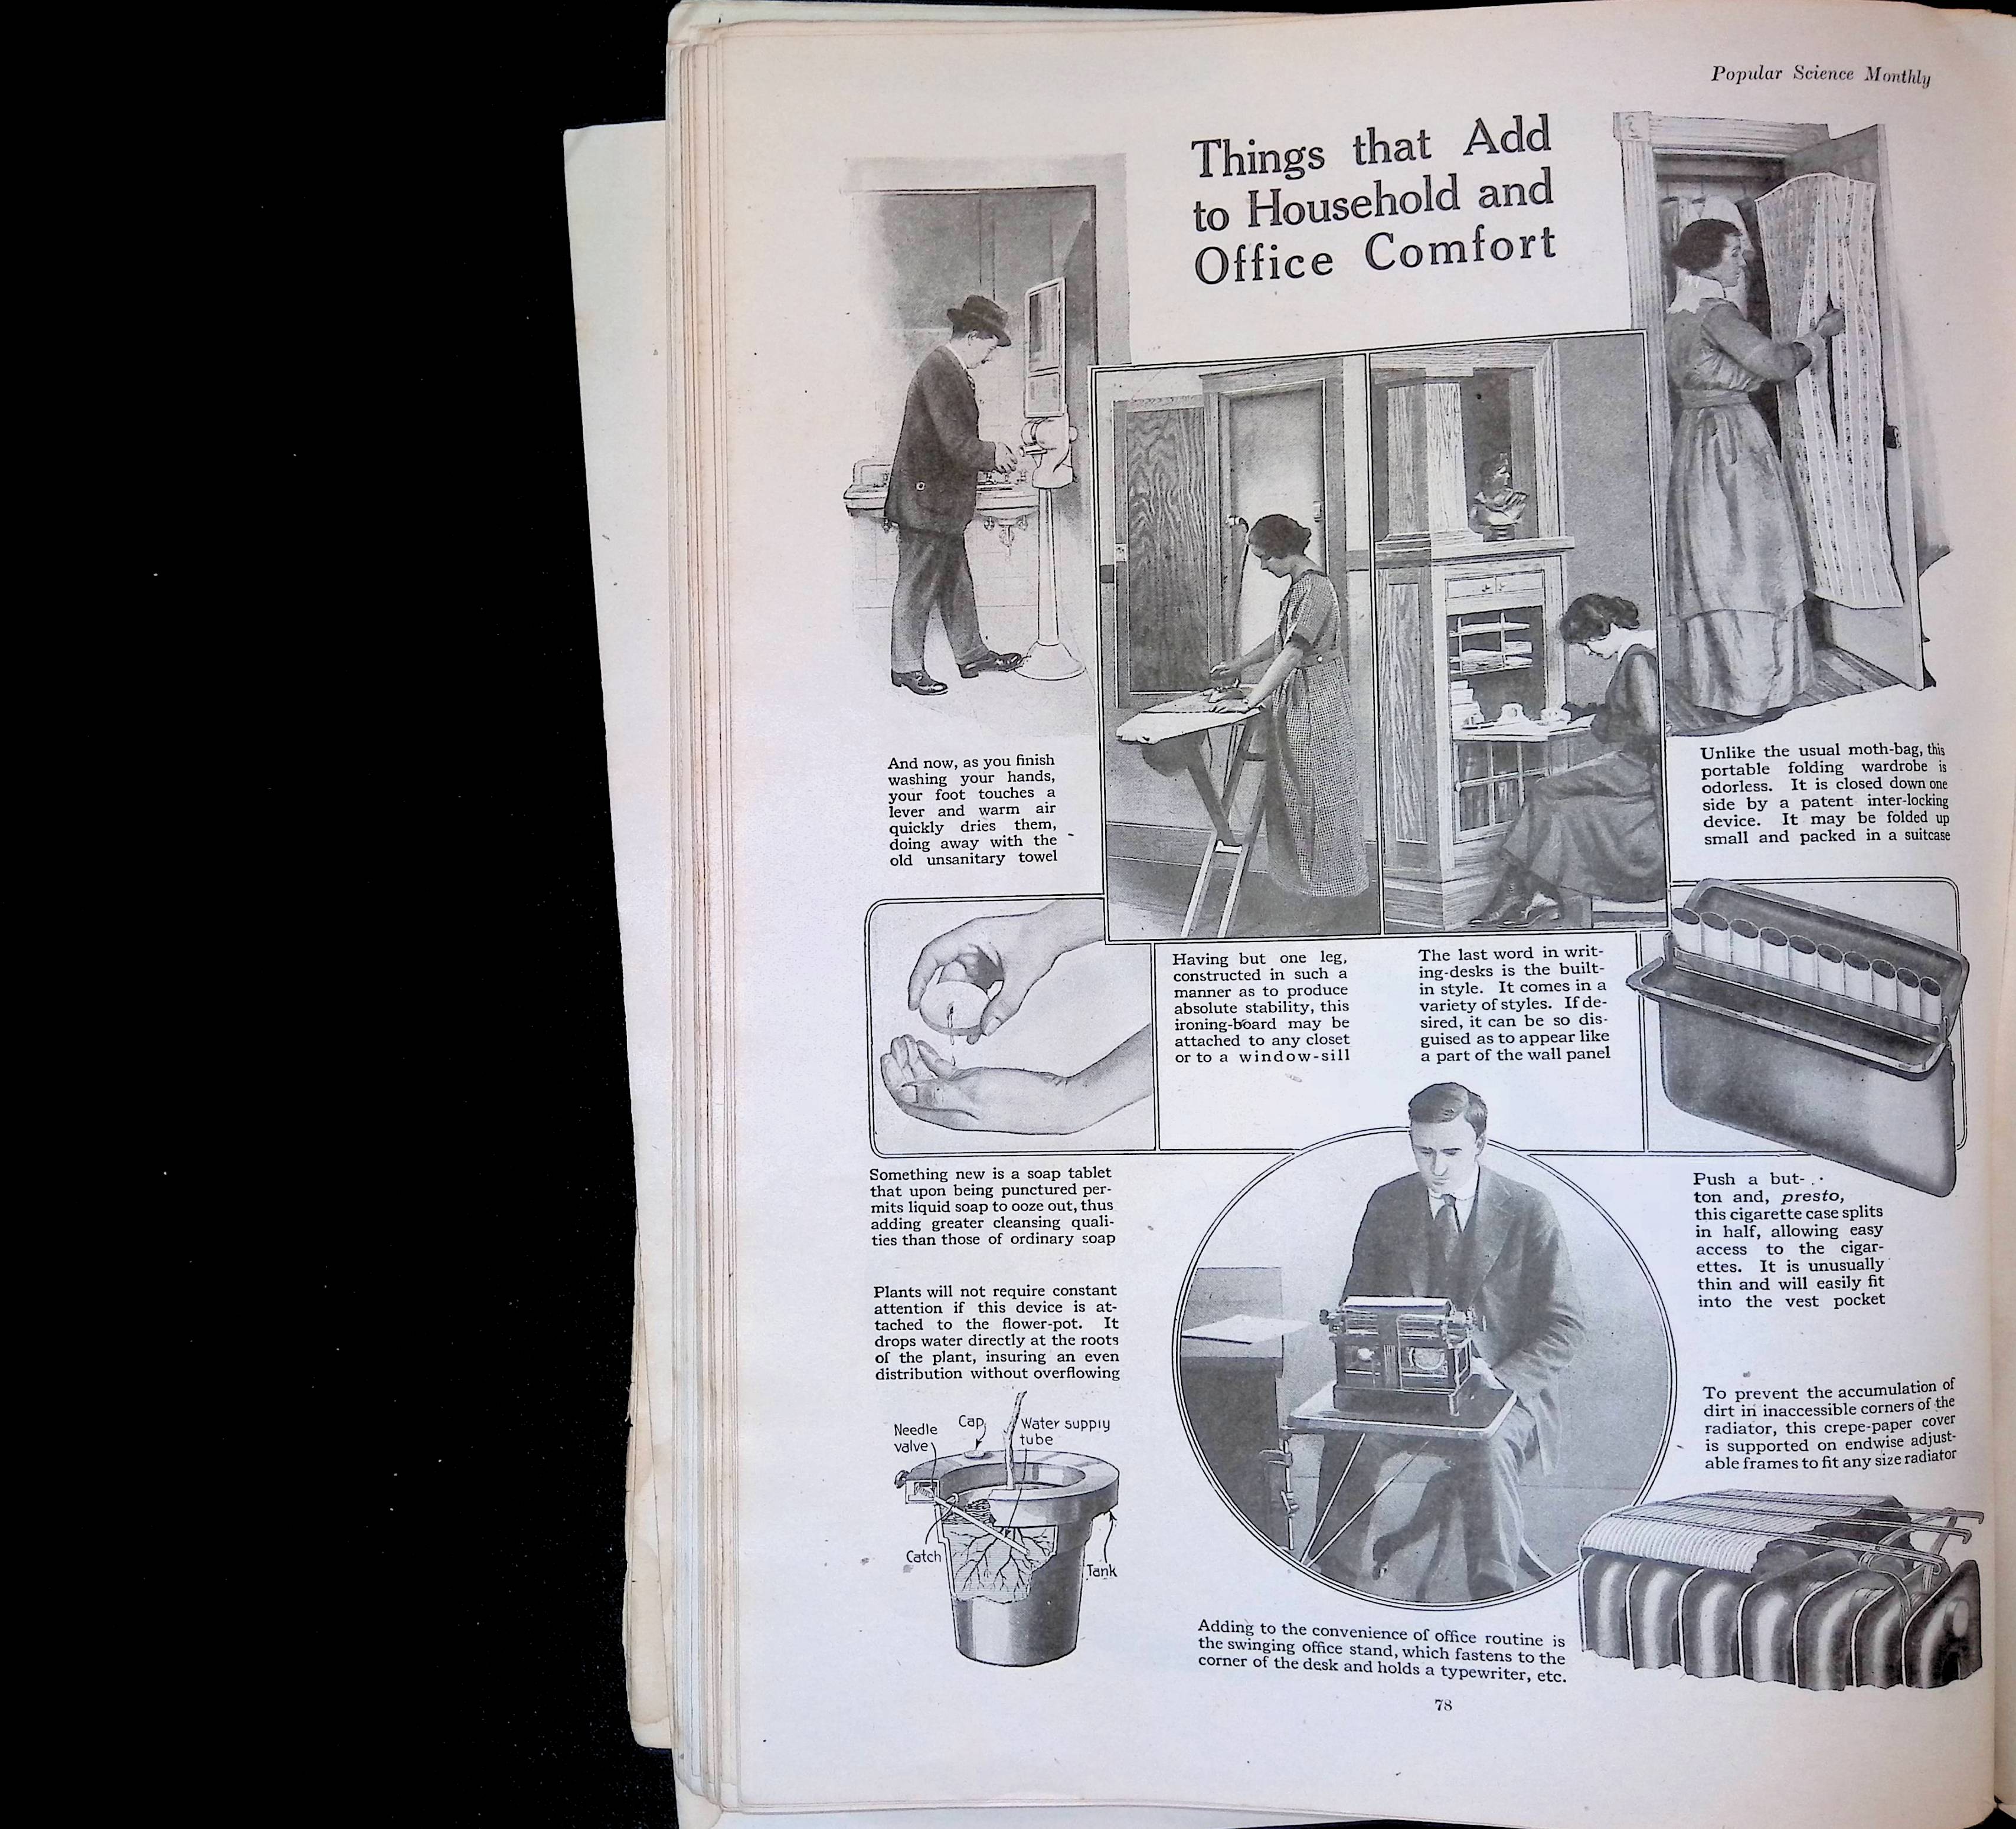 Popular Science Monthly
Things that Add
to Household and
Office Comfort
And now, as you finish
washing your hands,
your foot touches a
lever and warm air
quickly dries them,
doing away with the
old unsanitary towel
Unlike the usual moth-bag, this
portable folding wardrobe is
odorless. It is closed down one
side by a patent inter-locking
device. It may be folded up
small and packed in a suitcase
Having but one leg,
constructed in such a
manner as to produce
absolute stability, this
ironing-board may be
attached to any closet
or to a window-sill
The last word in writ-
ing-desks is the built-
in style. It comes in a
variety of styles. If de-
sired, it can be so dis-
guised as to appear like
a part of the wall panel
Something new is a soap tablet
that upon being punctured per-
mits liquid soap to ooze out, thus
adding greater cleansing quali-
ties than those of ordinary soap
Push a but-
ton and, presto,
this cigarette case splits
in half, allowing easy
access to the cigar-
ettes. It is unusually
thin and will easily fit
into the vest pocket
Plants will not require constant
attention if this device is at-
tached to the flower-pot. It
drops water directly at the roots
of the plant, insuring an even
distribution without overflowing
Needle
valve
Cap
Water supply
tube
Catch
Tank
To prevent the accumulation of
dirt in inaccessible corners of the
radiator, this crepe-paper cover
is supported on endwise adjust-
able frames to fit any size radiator
Adding to the convenience of office routine is
the swinging office stand, which fastens to the
corner of the desk and holds a typewriter, etc.
78